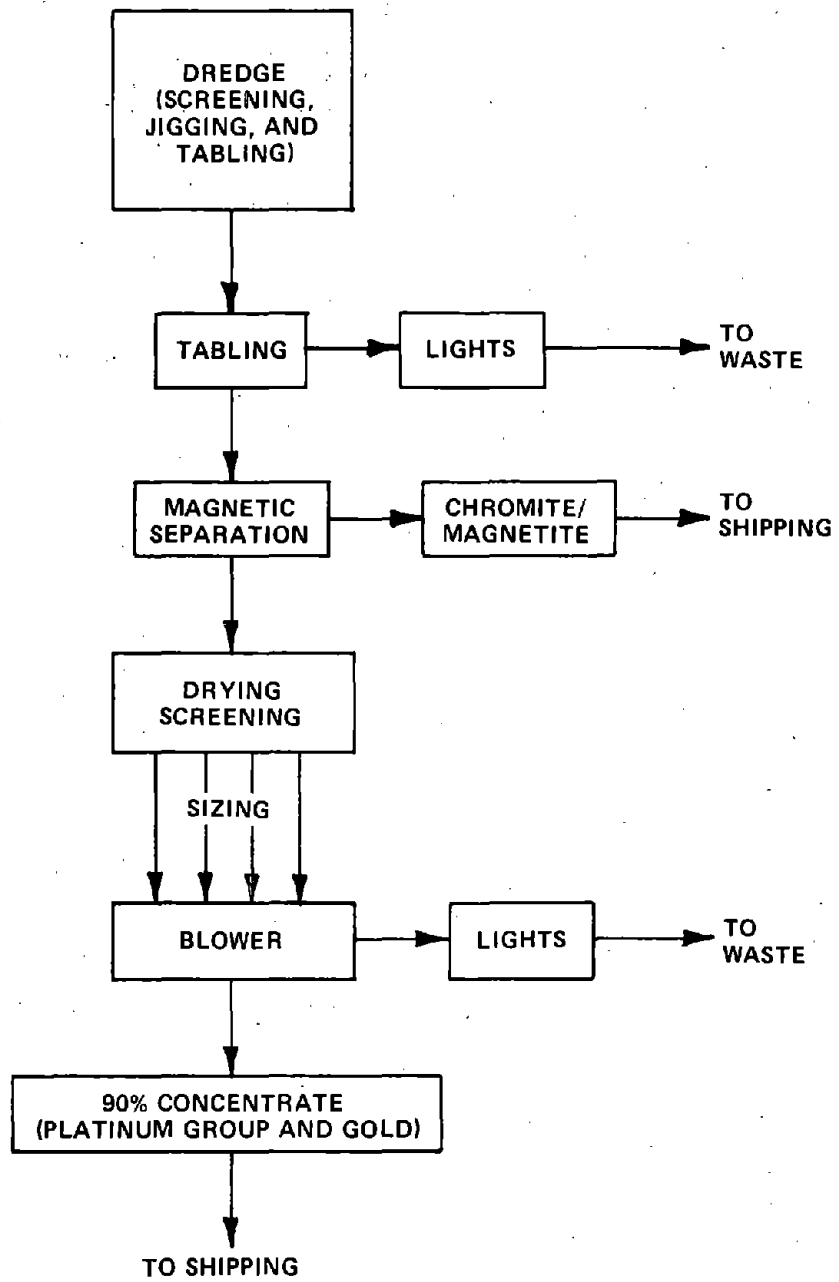 DREDGE
(SCREENING,
JIGGING, AND
TABLING)
TABLING
LIGHTS
TO
WASTE
MAGNETIC
SEPARATION
CHROMITE/
MAGNETITE
TO
SHIPPING
DRYING
SCREENING
SIZING
BLOWER
LIGHTS
TO
WASTE
90% CONCENTRATE
(PLATINUM GROUP AND GOLD)
TO SHIPPING